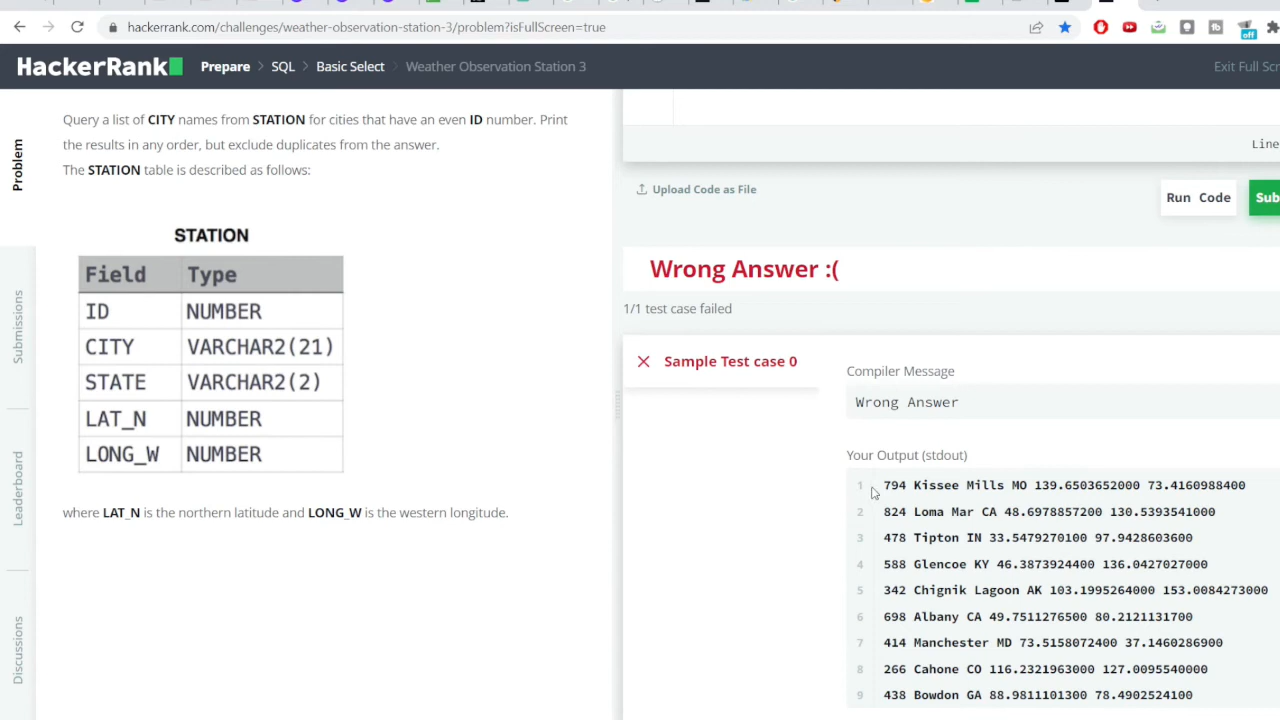 hackerrank.com/challenges/weather-observation-station-3/problem?isFullScreen=true
off
HackerRank
Prepare > SQL > Basic Select > Weather Observation Station 3
Exit Full Scr
Problem
Submissions
Leaderboard
Discussions
Query a list of CITY names from STATION for cities that have an even ID number. Print
the results in any order, but exclude duplicates from the answer.
The STATION table is described as follows:
STATION
Field Type
ID NUMBER
CITY VARCHAR2(21)
STATE VARCHAR2(2)
LAT_N NUMBER
LONG_W NUMBER
where LAT_N is the northern latitude and LONG_W is the western longitude.
Line
Upload Code as File
Run Code
Sub
Wrong Answer :(
1/1 test case failed
Sample Test case 0
Compiler Message
Wrong Answer
Your Output (stdout)
1 794 Kissee Mills MO 139.6503652000 73.4160988400
2 824 Loma Mar CA 48.6978857200 130.5393541000
3 478 Tipton IN 33.5479270100 97.9428603600
4 588 Glencoe KY 46.3873924400 136.0427027000
5 342 Chignik Lagoon AK 103.1995264000 153.0084273000
6 698 Albany CA 49.7511276500 80.2121131700
7 414 Manchester MD 73.5158072400 37.1460286900
8 266 Cahone CO 116.2321963000 127.0095540000
9 438 Bowdon GA 88.9811101300 78.4902524100